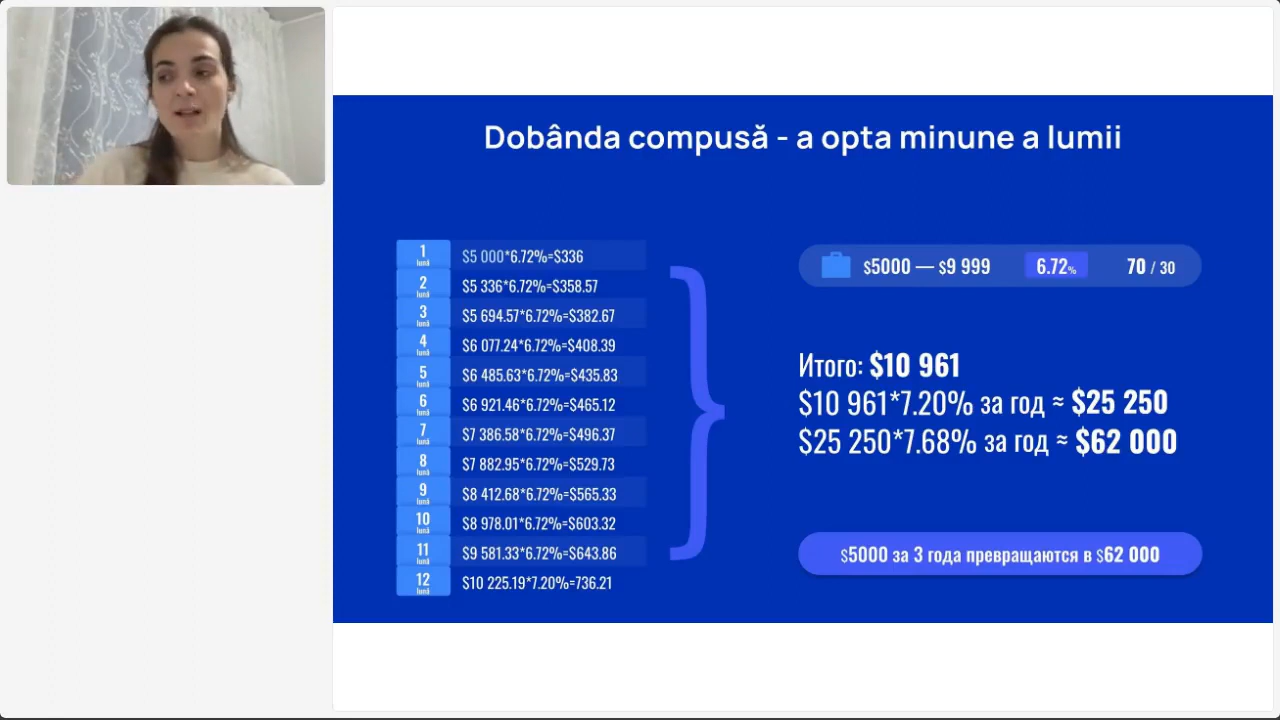 Dobânda compusă - a opta minune a lumii
1
lună
$5 000*6.72%=$336
2
lună
$5 336*6.72%=$358.57
3
lună
$5 694.57*6.72%=$382.67
4
lună
$6 077.24*6.72%=$408.39
5
lună
$6 485.63*6.72%=$435.83
6
lună
$6 921.46*6.72%=$465.12
7
lună
$7 386.58*6.72%=$496.37
8
lună
$7 882.95*6.72%=$529.73
9
lună
$8 412.68*6.72%=$565.33
10
lună
$8 978.01*6.72%=$603.32
11
lună
$9 581.33*6.72%=$643.86
12
lună
$10 225.19*7.20%=736.21
$5000 — $9 999 6.72% 70 / 30
Итого: $10 961
$10 961*7.20% за год ≈ $25 250
$25 250*7.68% за год ≈ $62 000
$5000 за 3 года превращаются в $62 000